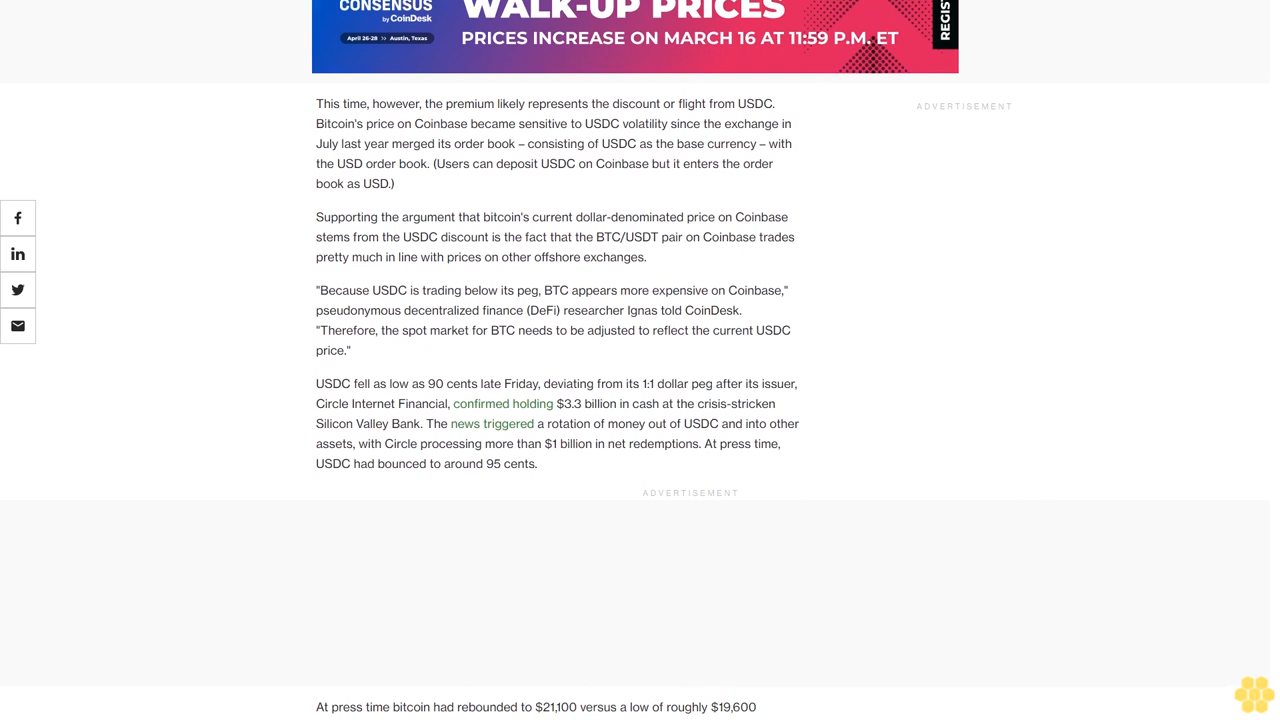 CONSENSUS
by CoinDesk
April 26-28 >> Austin, Texas
WALK-UP PRICES
PRICES INCREASE ON MARCH 16 AT 11:59 P.M. ET
This time, however, the premium likely represents the discount or flight from USDC.
Bitcoin's price on Coinbase became sensitive to USDC volatility since the exchange in
July last year merged its order book – consisting of USDC as the base currency – with
the USD order book. (Users can deposit USDC on Coinbase but it enters the order
book as USD.)
ADVERTISEMENT
Supporting the argument that bitcoin's current dollar-denominated price on Coinbase
stems from the USDC discount is the fact that the BTC/USDT pair on Coinbase trades
pretty much in line with prices on other offshore exchanges.
"Because USDC is trading below its peg, BTC appears more expensive on Coinbase,"
pseudonymous decentralized finance (DeFi) researcher Ignas told CoinDesk.
"Therefore, the spot market for BTC needs to be adjusted to reflect the current USDC
price."
USDC fell as low as 90 cents late Friday, deviating from its 1:1 dollar peg after its issuer,
Circle Internet Financial, confirmed holding $3.3 billion in cash at the crisis-stricken
Silicon Valley Bank. The news triggered a rotation of money out of USDC and into other
assets, with Circle processing more than $1 billion in net redemptions. At press time,
USDC had bounced to around 95 cents.
ADVERTISEMENT
At press time bitcoin had rebounded to $21,100 versus a low of roughly $19,600